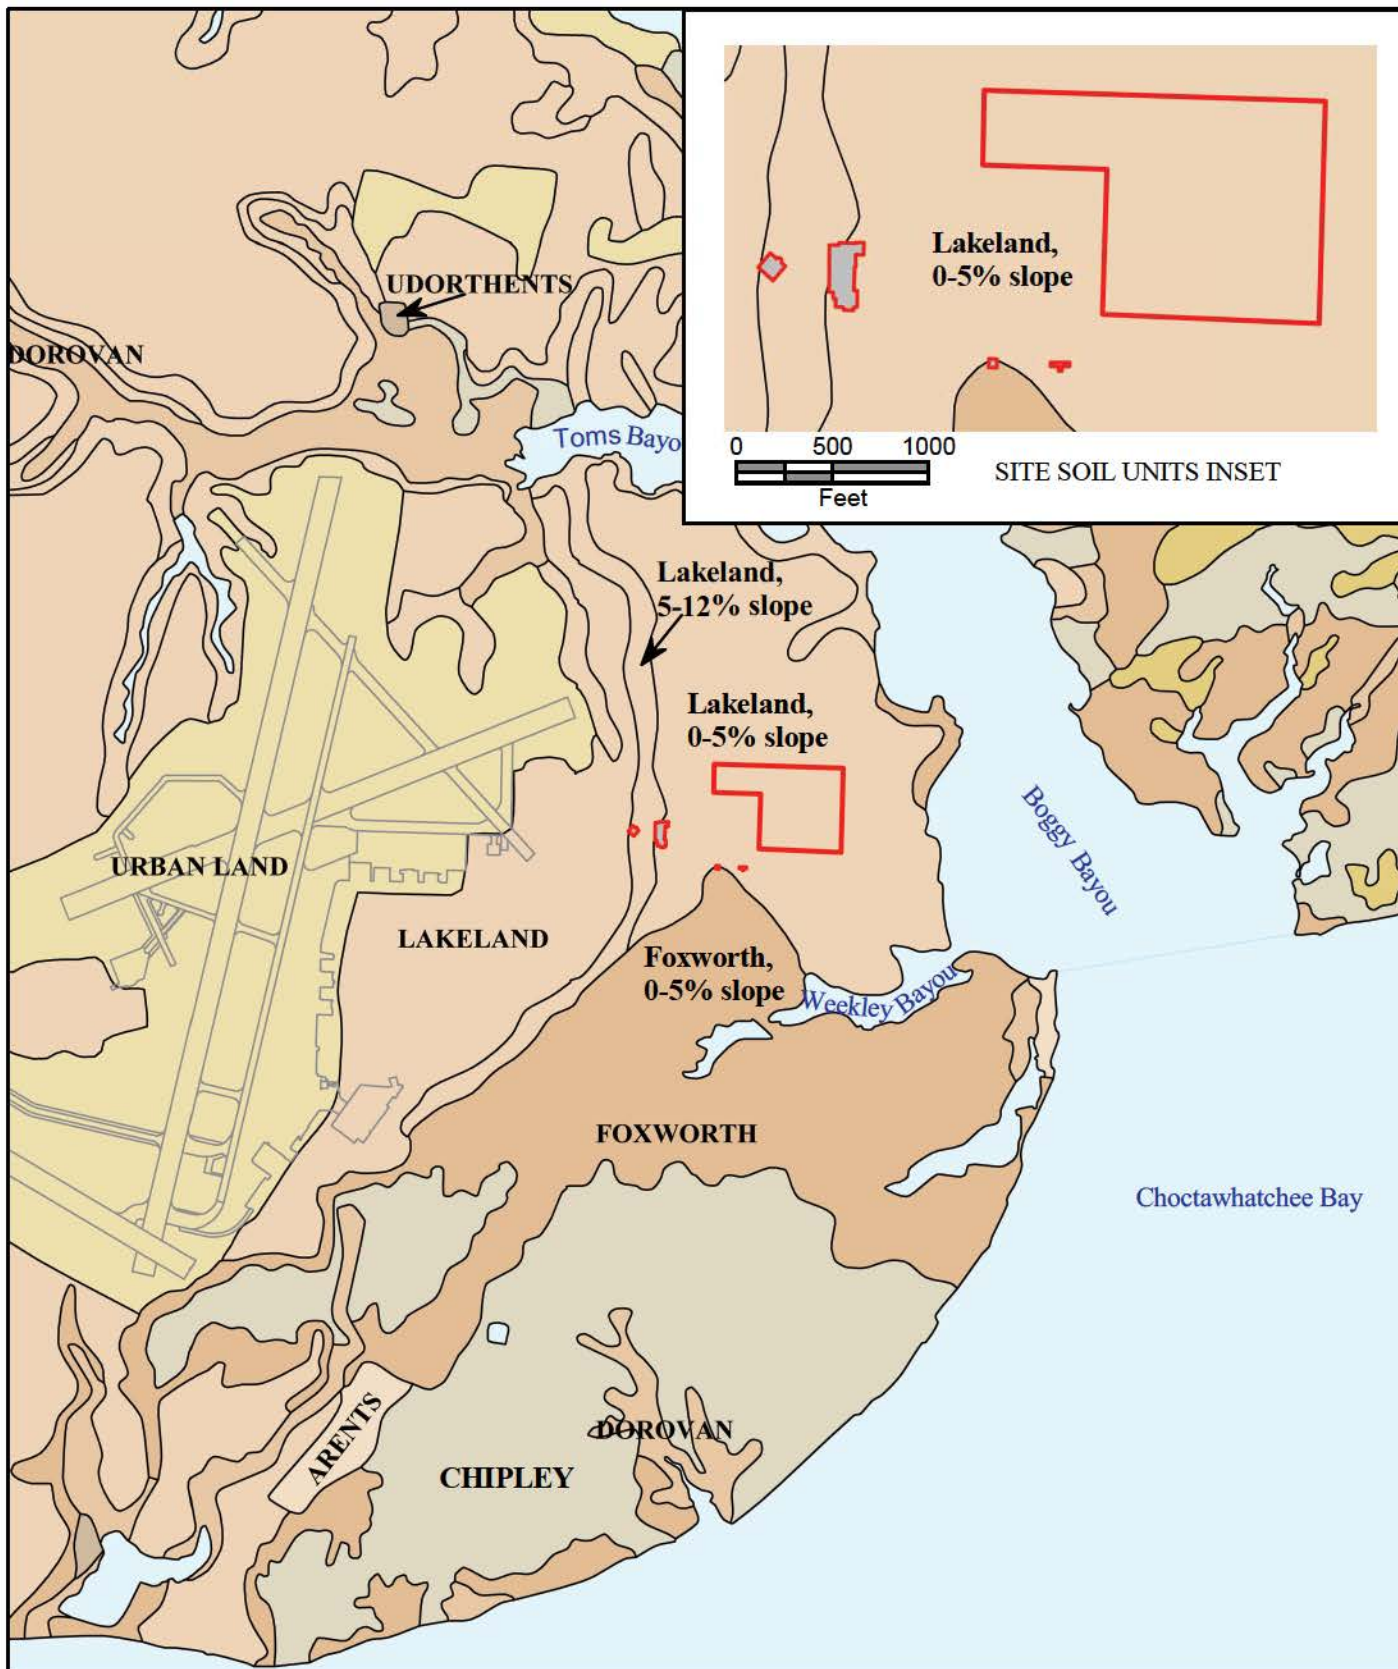 Lakeland,
0-5% slope
0 500 1000
Feet
SITE SOIL UNITS INSET
UDORTHENTS
DOROVAN
Toms Bayo
Lakeland,
5-12% slope
Lakeland,
0-5% slope
Boggy Bayou
URBAN LAND
LAKELAND
Foxworth,
0-5% slope
Weekley Bayou
FOXWORTH
Choctawhatchee Bay
ARENTS
DOROVAN
CHIPLEY